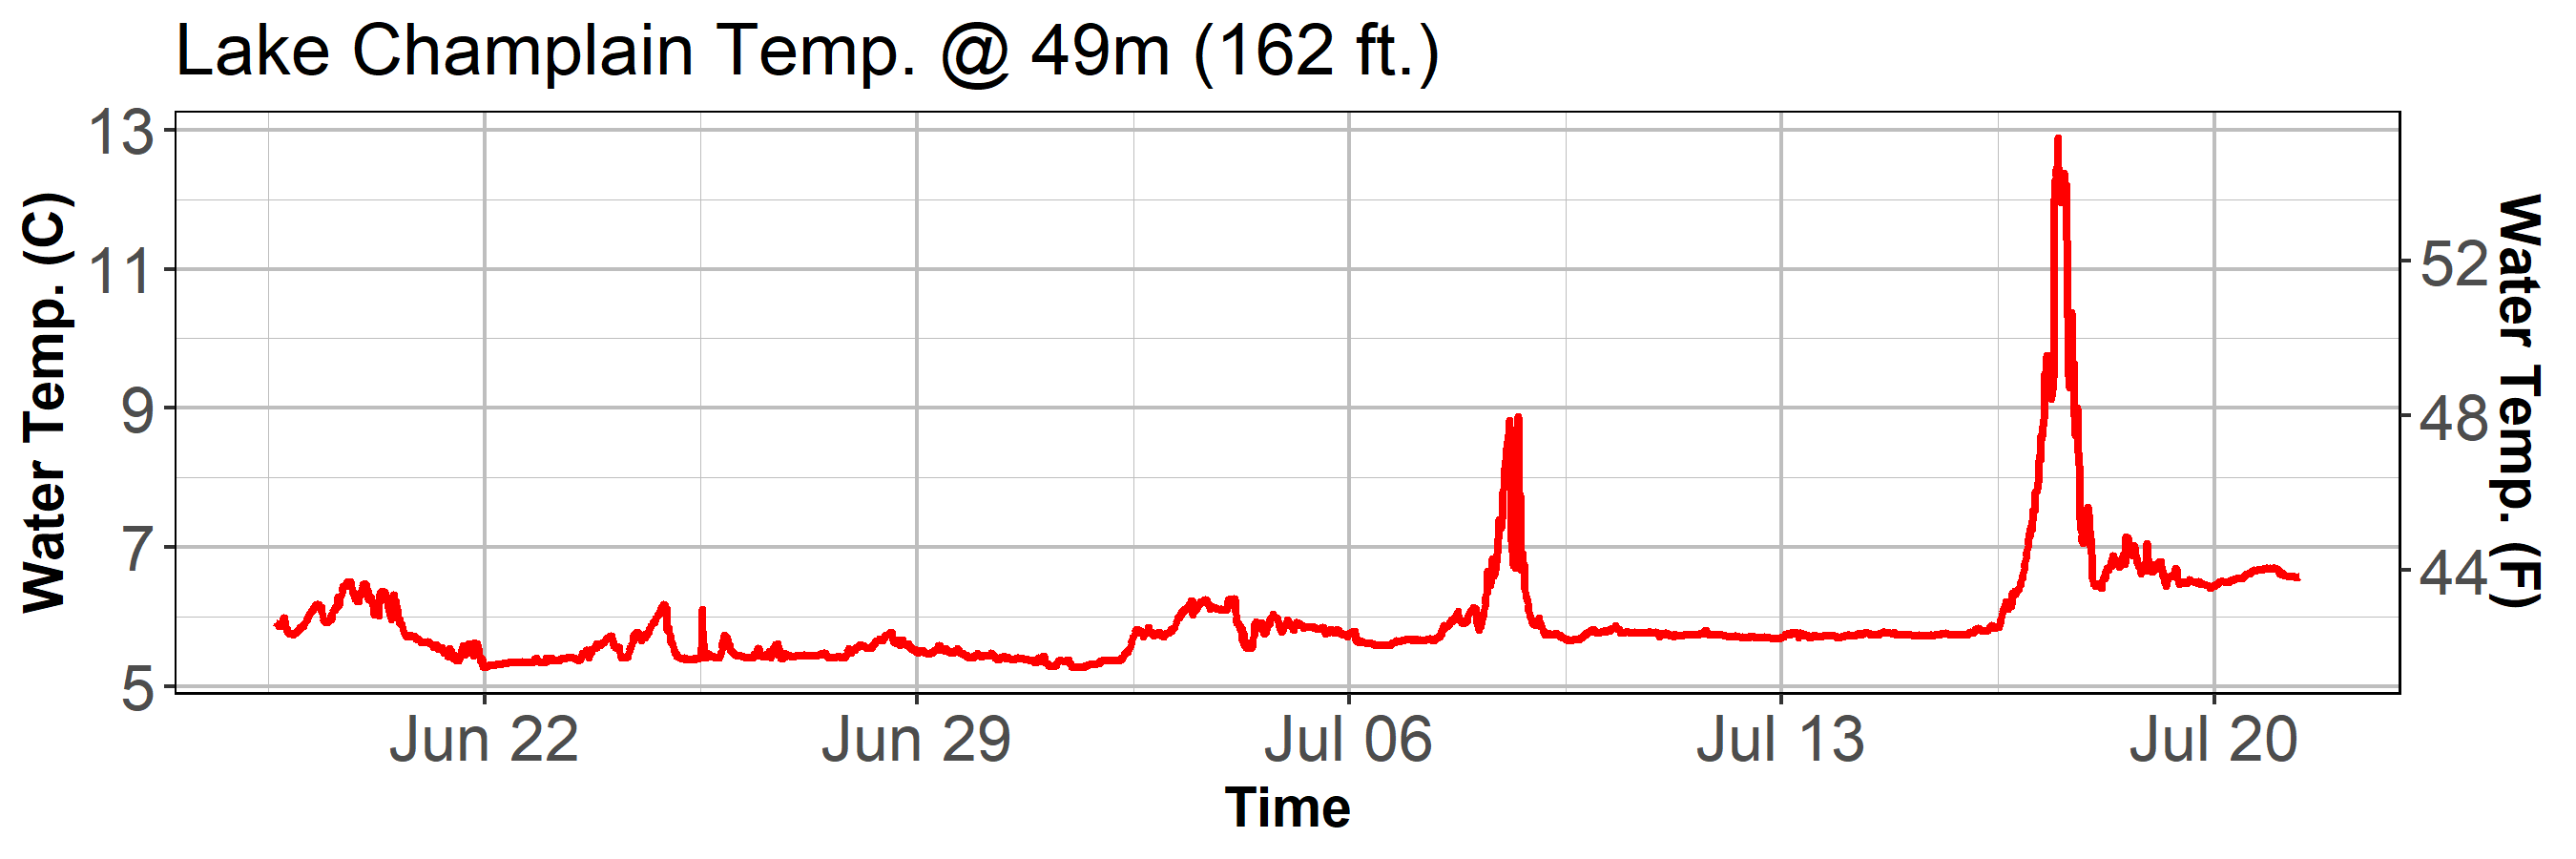 Lake Champlain Temp. @ 49m (162 ft.)
Water Temp. (C)
13
11
9
7
5
52
48
44
Water Temp. (F)
Jun 22
Jun 29
Jul 06
Jul 13
Jul 20
Time